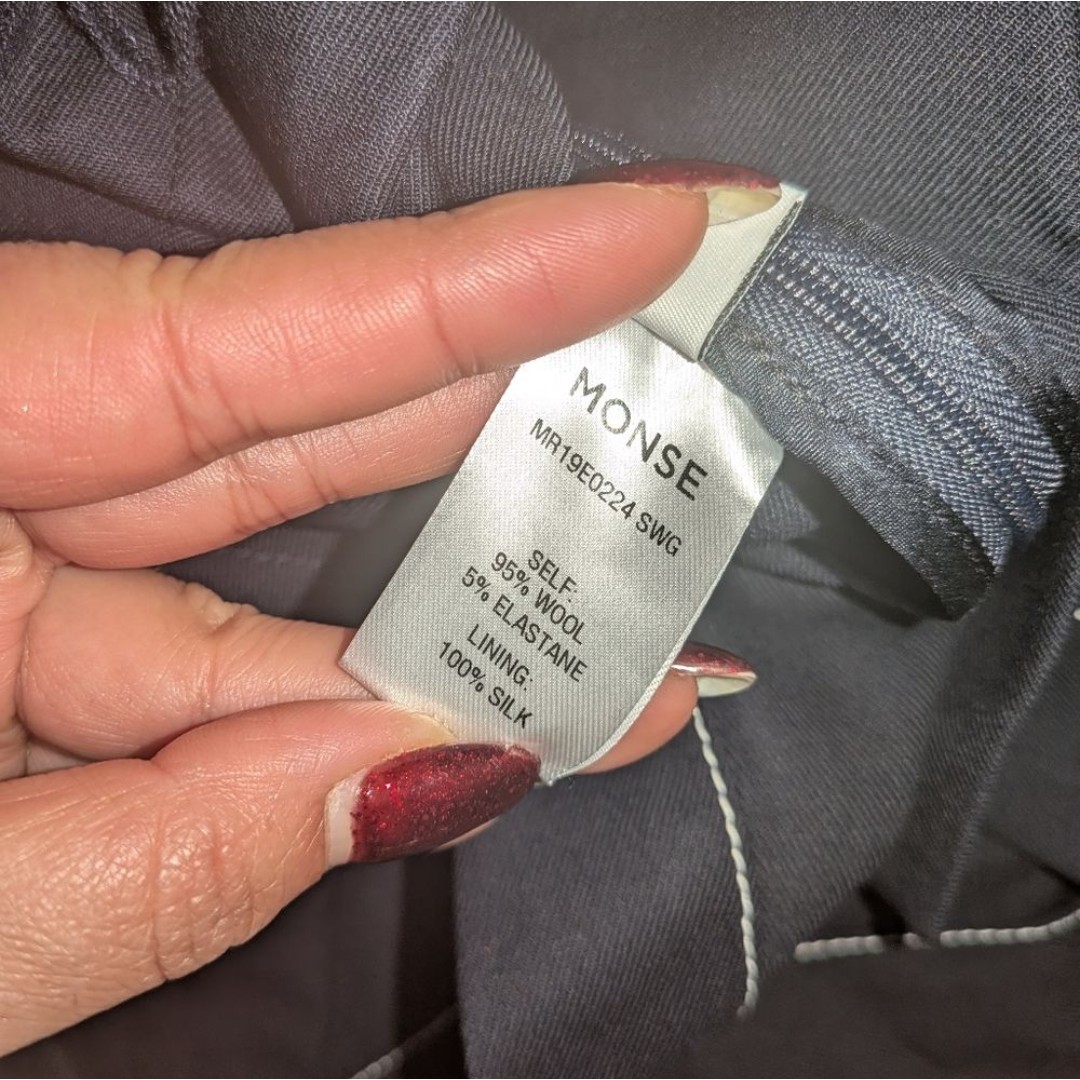 MONSE
MR19E0224 SWG
SELF:
95% WOOL
5% ELASTANE
LINING:
100% SILK